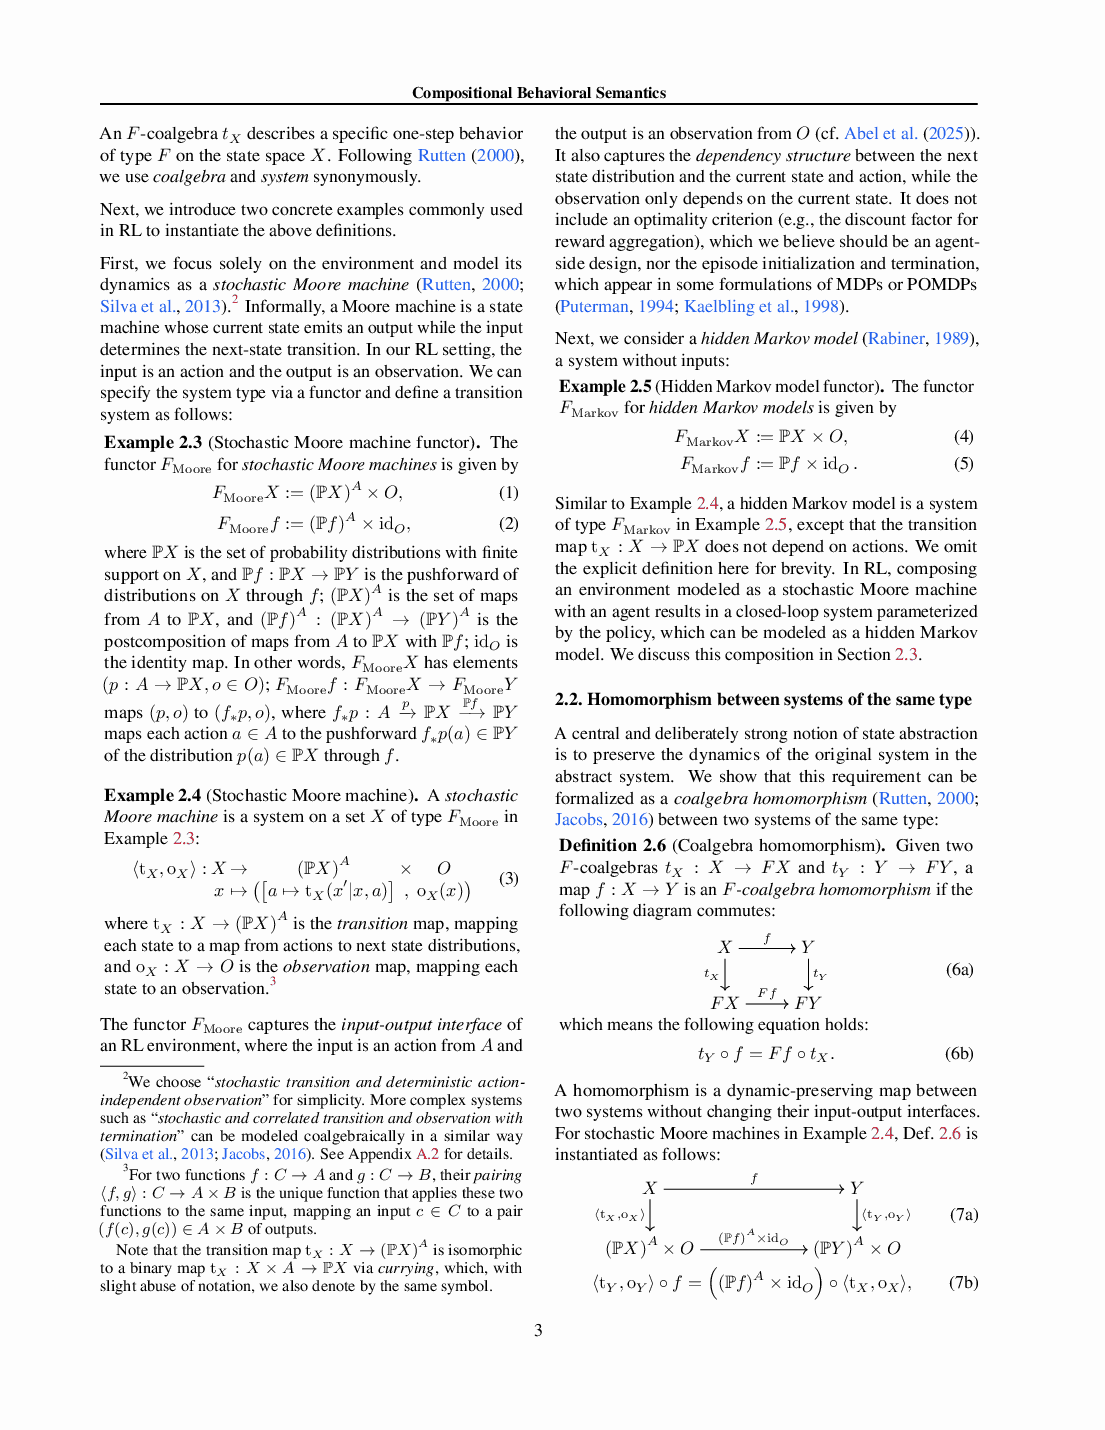 Compositional Behavioral Semantics
An F-coalgebra t_X describes a specific one-step behavior
of type F on the state space X. Following Rutten (2000),
we use coalgebra and system synonymously.
Next, we introduce two concrete examples commonly used
in RL to instantiate the above definitions.
First, we focus solely on the environment and model its
dynamics as a stochastic Moore machine (Rutten, 2000;
Silva et al., 2013).² Informally, a Moore machine is a state
machine whose current state emits an output while the input
determines the next-state transition. In our RL setting, the
input is an action and the output is an observation. We can
specify the system type via a functor and define a transition
system as follows:
Example 2.3 (Stochastic Moore machine functor). The
functor F_Moore for stochastic Moore machines is given by
F_Moore X := (ℙX)^A × O, (1)
F_Moore f := (ℙf)^A × id_O, (2)
where ℙX is the set of probability distributions with finite
support on X, and ℙf : ℙX → ℙY is the pushforward of
distributions on X through f; (ℙX)^A is the set of maps
from A to ℙX, and (ℙf)^A : (ℙX)^A → (ℙY)^A is the
postcomposition of maps from A to ℙX with ℙf; id_O is
the identity map. In other words, F_Moore X has elements
(p : A → ℙX, o ∈ O); F_Moore f : F_Moore X → F_Moore Y
maps (p, o) to (f_*p, o), where f_*p : A →^p ℙX →^ℙf ℙY
maps each action a ∈ A to the pushforward f_*p(a) ∈ ℙY
of the distribution p(a) ∈ ℙX through f.
Example 2.4 (Stochastic Moore machine). A stochastic
Moore machine is a system on a set X of type F_Moore in
Example 2.3:
⟨t_X, o_X⟩ : X → (ℙX)^A × O
x ↦ ([a ↦ t_X(x′|x, a)] , o_X(x)) (3)
where t_X : X → (ℙX)^A is the transition map, mapping
each state to a map from actions to next state distributions,
and o_X : X → O is the observation map, mapping each
state to an observation.³
The functor F_Moore captures the input-output interface of
an RL environment, where the input is an action from A and
²We choose “stochastic transition and deterministic action-
independent observation” for simplicity. More complex systems
such as “stochastic and correlated transition and observation with
termination” can be modeled coalgebraically in a similar way
(Silva et al., 2013; Jacobs, 2016). See Appendix A.2 for details.
³For two functions f : C → A and g : C → B, their pairing
⟨f, g⟩ : C → A × B is the unique function that applies these two
functions to the same input, mapping an input c ∈ C to a pair
(f(c), g(c)) ∈ A × B of outputs.
Note that the transition map t_X : X → (ℙX)^A is isomorphic
to a binary map t_X : X × A → ℙX via currying, which, with
slight abuse of notation, we also denote by the same symbol.
the output is an observation from O (cf. Abel et al. (2025)).
It also captures the dependency structure between the next
state distribution and the current state and action, while the
observation only depends on the current state. It does not
include an optimality criterion (e.g., the discount factor for
reward aggregation), which we believe should be an agent-
side design, nor the episode initialization and termination,
which appear in some formulations of MDPs or POMDPs
(Puterman, 1994; Kaelbling et al., 1998).
Next, we consider a hidden Markov model (Rabiner, 1989),
a system without inputs:
Example 2.5 (Hidden Markov model functor). The functor
F_Markov for hidden Markov models is given by
F_Markov X := ℙX × O, (4)
F_Markov f := ℙf × id_O . (5)
Similar to Example 2.4, a hidden Markov model is a system
of type F_Markov in Example 2.5, except that the transition
map t_X : X → ℙX does not depend on actions. We omit
the explicit definition here for brevity. In RL, composing
an environment modeled as a stochastic Moore machine
with an agent results in a closed-loop system parameterized
by the policy, which can be modeled as a hidden Markov
model. We discuss this composition in Section 2.3.
2.2. Homomorphism between systems of the same type
A central and deliberately strong notion of state abstraction
is to preserve the dynamics of the original system in the
abstract system. We show that this requirement can be
formalized as a coalgebra homomorphism (Rutten, 2000;
Jacobs, 2016) between two systems of the same type:
Definition 2.6 (Coalgebra homomorphism). Given two
F-coalgebras t_X : X → FX and t_Y : Y → FY, a
map f : X → Y is an F-coalgebra homomorphism if the
following diagram commutes:
f
X → Y
t_X t_Y (6a)
Ff
FX → FY
which means the following equation holds:
t_Y ∘ f = Ff ∘ t_X. (6b)
A homomorphism is a dynamic-preserving map between
two systems without changing their input-output interfaces.
For stochastic Moore machines in Example 2.4, Def. 2.6 is
instantiated as follows:
f
X → Y
⟨t_X,o_X⟩ ⟨t_Y,o_Y⟩ (7a)
(ℙf)^A×id_O
(ℙX)^A × O → (ℙY)^A × O
⟨t_Y, o_Y⟩ ∘ f = ((ℙf)^A × id_O) ∘ ⟨t_X, o_X⟩, (7b)
3